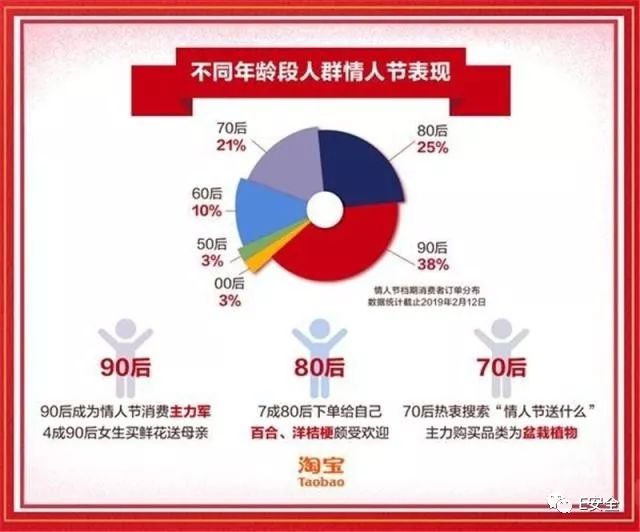 不同年龄段人群情人节表现
70后
21%
80后
25%
60后
10%
50后
3%
00后
3%
90后
38%
情人节档期消费者订单分布
数据统计截止2019年2月12日
90后
90后成为情人节消费主力军
4成90后女生买鲜花送母亲
80后
7成80后下单给自己
百合、洋桔梗颇受欢迎
70后
70后热衷搜索“情人节送什么”
主力购买品类为盆栽植物
淘宝
Taobao
E安全